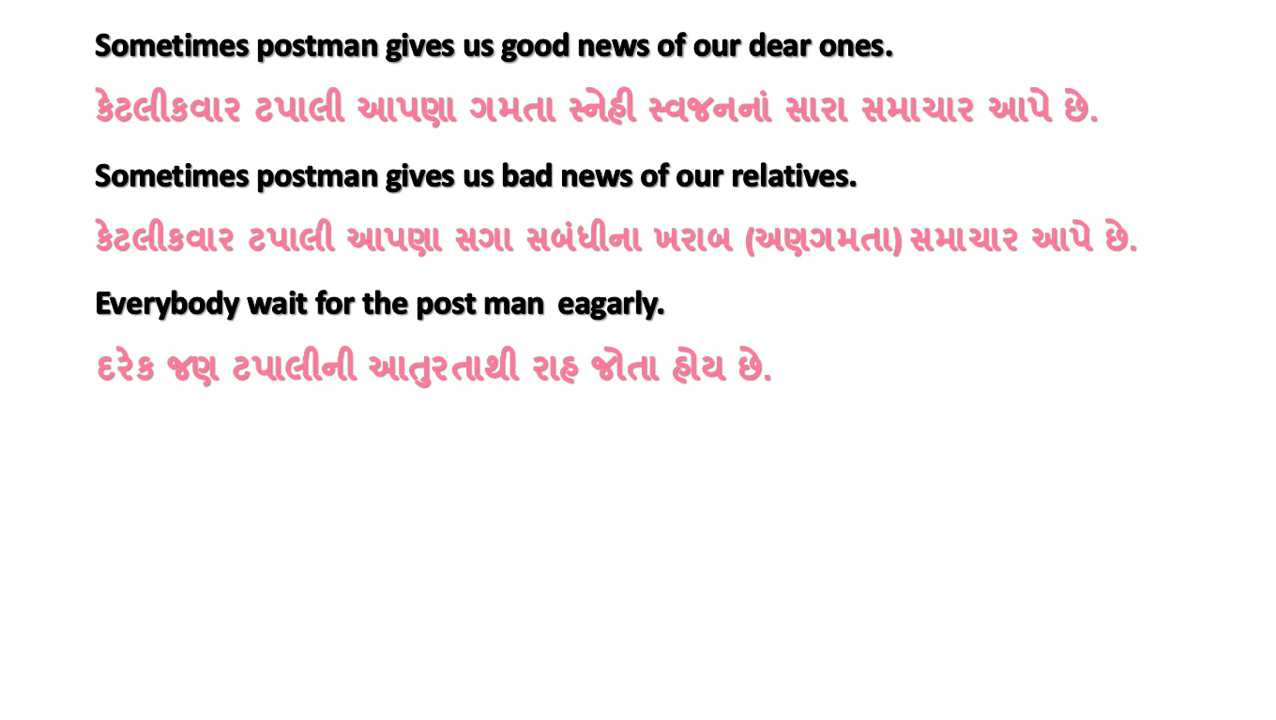 Sometimes postman gives us good news of our dear ones.
કેટલીકવાર ટપાલી આપણા ગમતા સ્નેહી સ્વજનનાં સારા સમાચાર આપે છે.
Sometimes postman gives us bad news of our relatives.
કેટલીકવાર ટપાલી આપણા સગા સબંધીના ખરાબ (અણગમતા) સમાચાર આપે છે.
Everybody wait for the post man eagarly.
દરેક જણ ટપાલીની આતુરતાથી રાહ જોતા હોય છે.